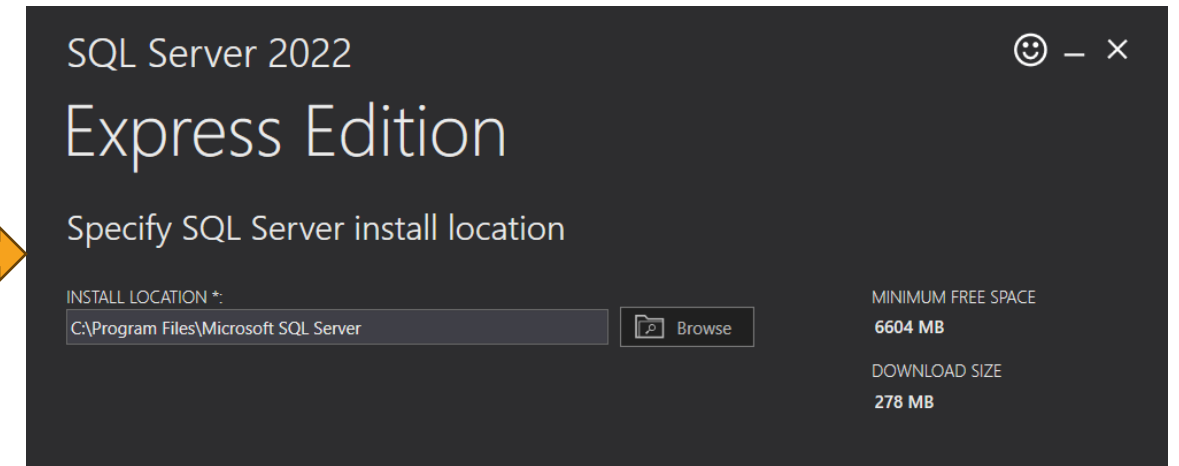 SQL Server 2022
Express Edition
Specify SQL Server install location
INSTALL LOCATION *:
C:\Program Files\Microsoft SQL Server
Browse
MINIMUM FREE SPACE
6604 MB
DOWNLOAD SIZE
278 MB